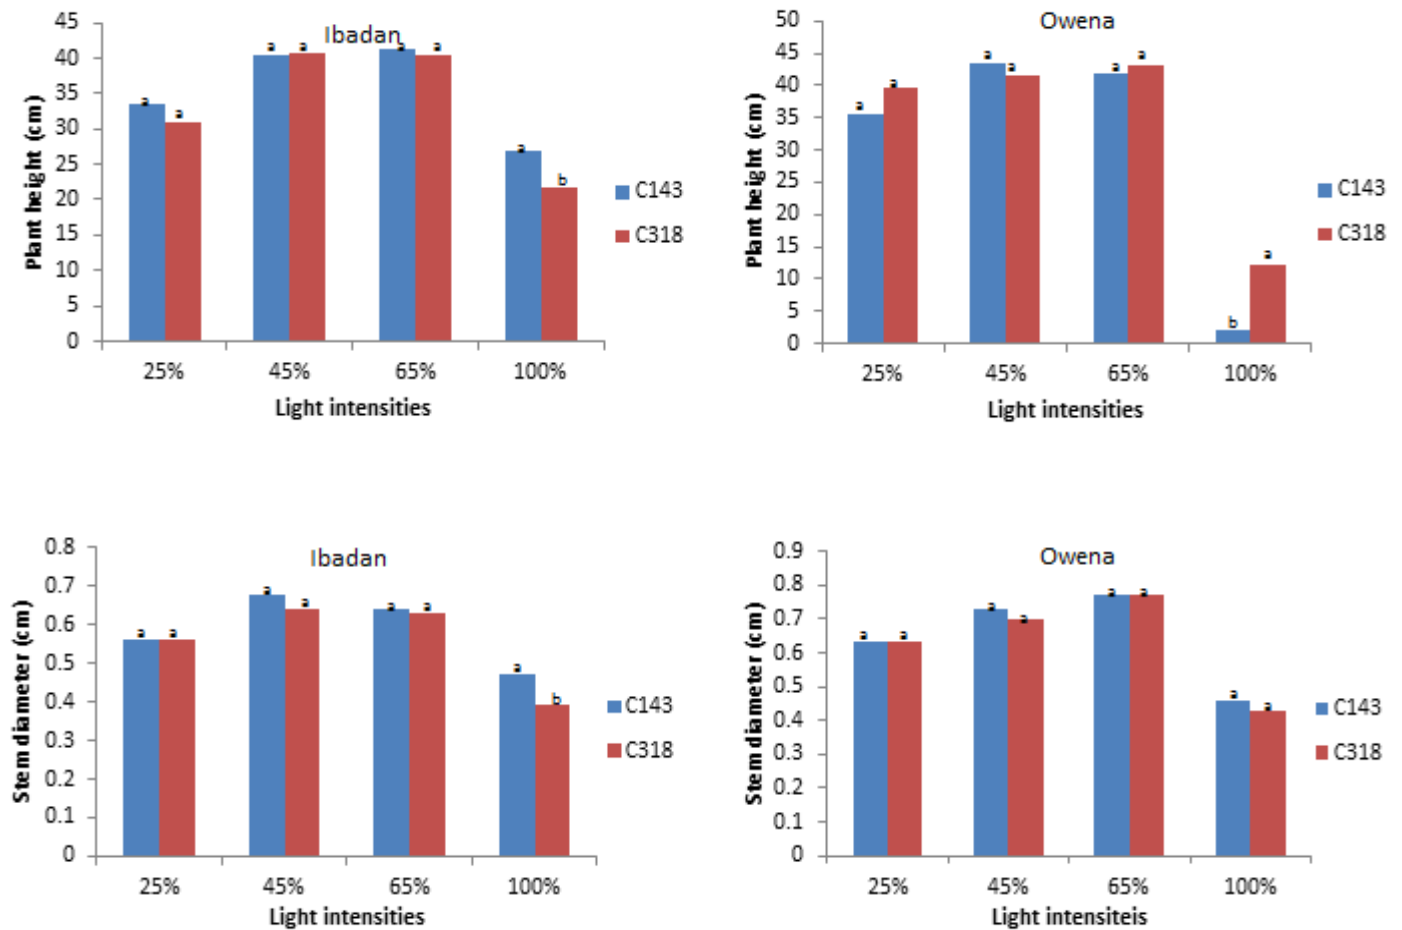 Ibadan
Plant height (cm)
45
40
35
30
25
20
15
10
5
0
a
a
a
a
a
a
a
b
25%
45%
65%
100%
Light intensities
C143
C318
Owena
Plant height (cm)
50
45
40
35
30
25
20
15
10
5
0
a
a
a
a
a
a
b
a
25%
45%
65%
100%
Light intensities
C143
C318
Ibadan
Stem diameter (cm)
0.8
0.7
0.6
0.5
0.4
0.3
0.2
0.1
0
a
a
a
a
a
a
a
b
25%
45%
65%
100%
Light intensities
C143
C318
Owena
Stem diameter (cm)
0.9
0.8
0.7
0.6
0.5
0.4
0.3
0.2
0.1
0
a
a
a
a
a
a
a
a
25%
45%
65%
100%
Light intensiteis
C143
C318